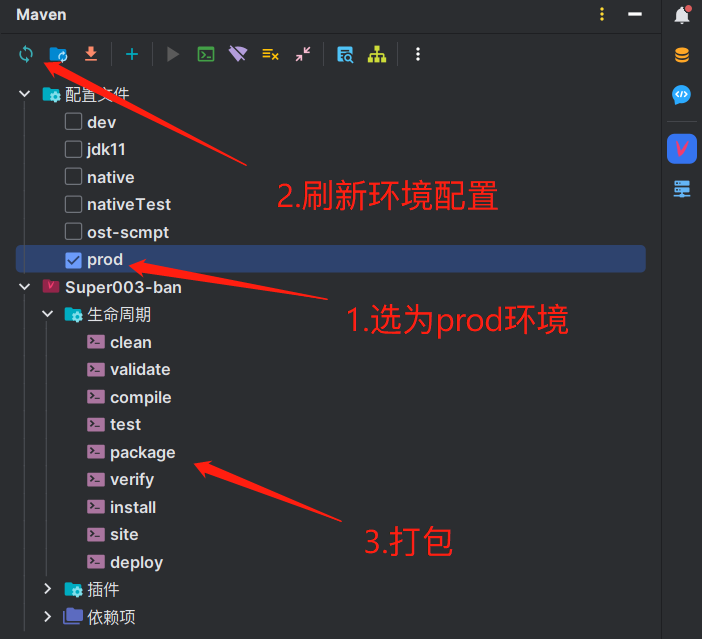 Maven
配置文件
dev
jdk11
native
2.刷新环境配置
nativeTest
ost-scmpt
prod
Super003-ban
1.选为prod环境
生命周期
clean
validate
compile
test
package
verify
install
3.打包
site
deploy
插件
依赖项